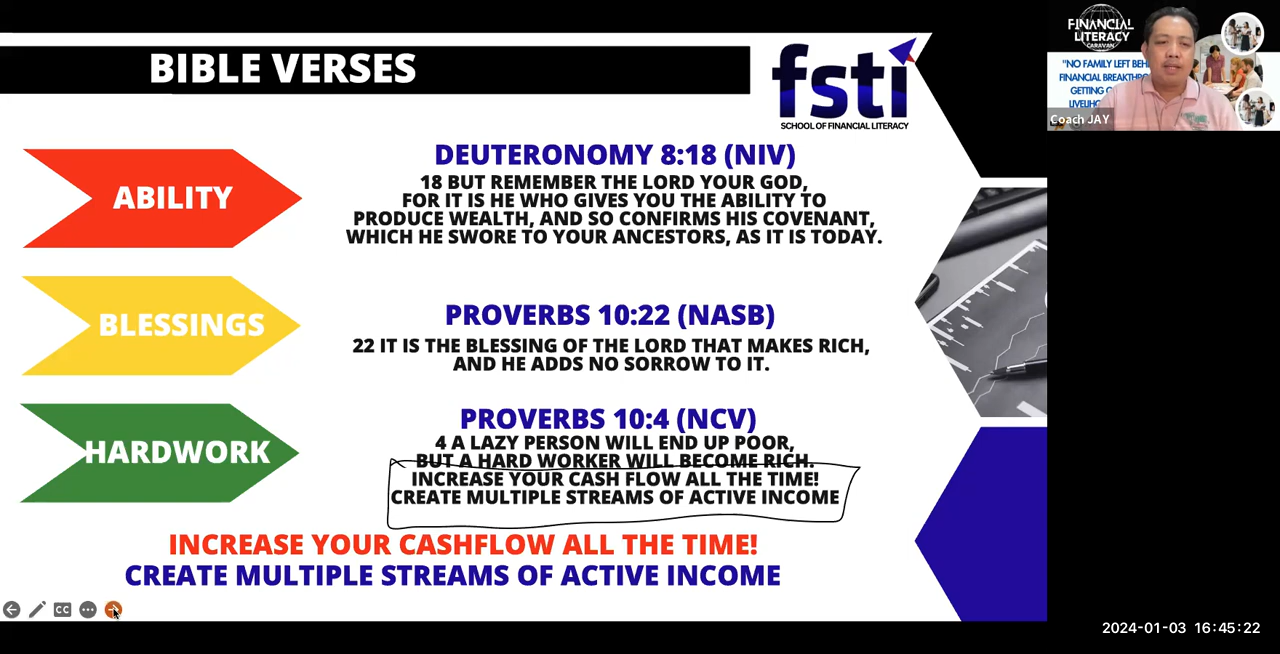 BIBLE VERSES
fsti
SCHOOL OF FINANCIAL LITERACY
ABILITY
DEUTERONOMY 8:18 (NIV)
18 BUT REMEMBER THE LORD YOUR GOD,
FOR IT IS HE WHO GIVES YOU THE ABILITY TO
PRODUCE WEALTH, AND SO CONFIRMS HIS COVENANT,
WHICH HE SWORE TO YOUR ANCESTORS, AS IT IS TODAY.
BLESSINGS
PROVERBS 10:22 (NASB)
22 IT IS THE BLESSING OF THE LORD THAT MAKES RICH,
AND HE ADDS NO SORROW TO IT.
HARDWORK
PROVERBS 10:4 (NCV)
4 A LAZY PERSON WILL END UP POOR,
BUT A HARD WORKER WILL BECOME RICH.
INCREASE YOUR CASH FLOW ALL THE TIME!
CREATE MULTIPLE STREAMS OF ACTIVE INCOME
INCREASE YOUR CASHFLOW ALL THE TIME!
CREATE MULTIPLE STREAMS OF ACTIVE INCOME
CC
FINANCIAL
LITERACY
CARAVAN
"NO FAMILY LEFT
FINANCIAL
GETTING
Coach JAY
2024-01-03 16:45:22